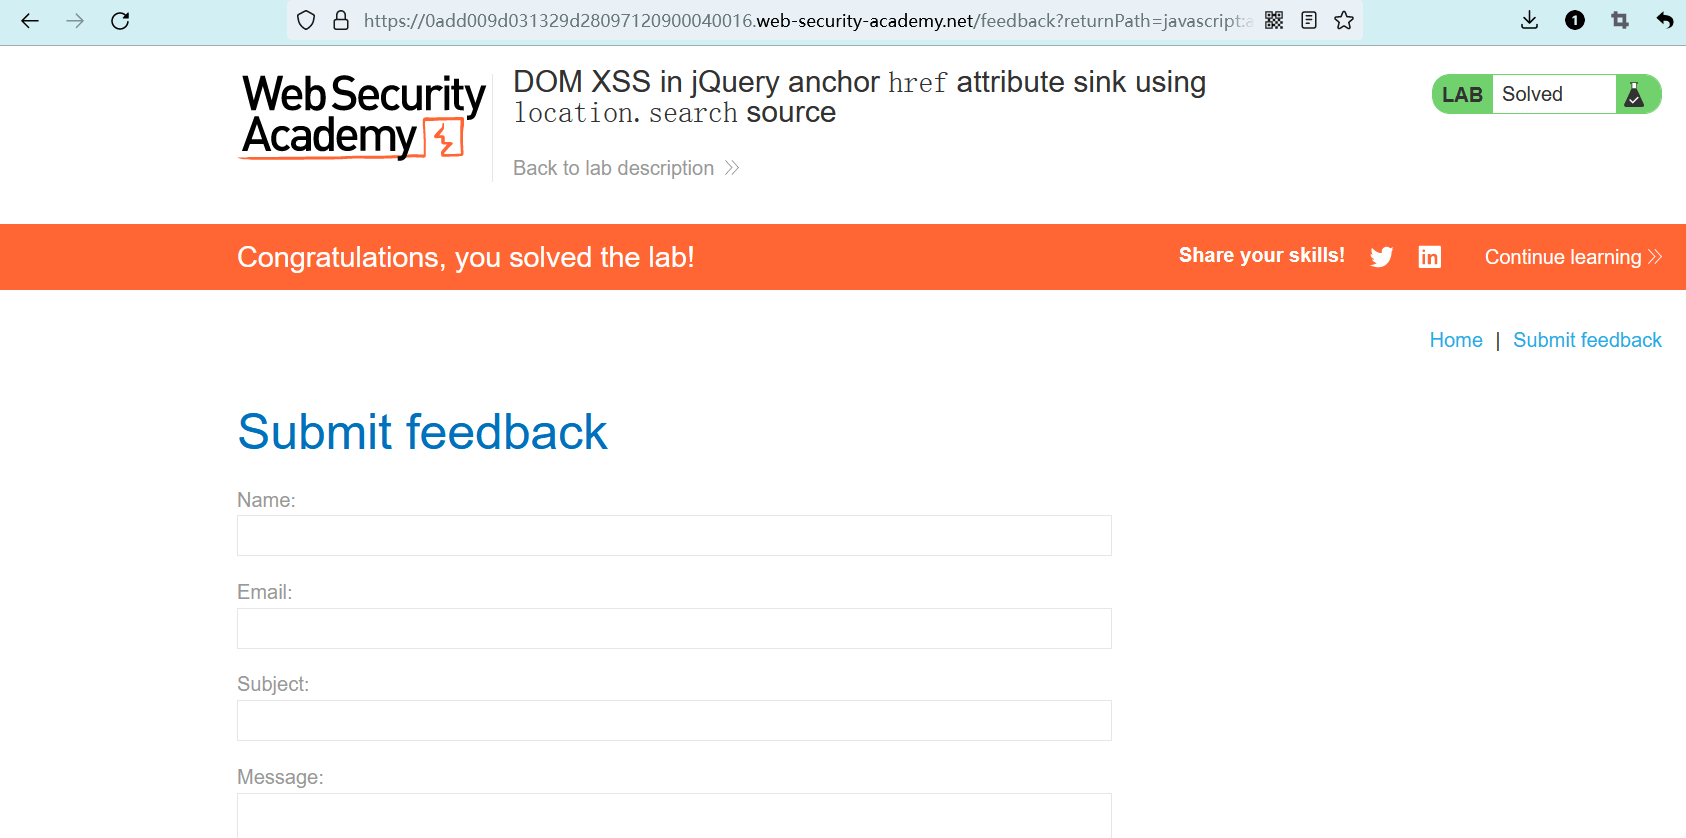 https://0add009d031329d28097120900040016.web-security-academy.net/feedback?returnPath=javascript:a
1
Web Security
Academy
DOM XSS in jQuery anchor href attribute sink using
location.search source
Back to lab description
LAB Solved
Congratulations, you solved the lab!
Share your skills!
Continue learning
Home | Submit feedback
Submit feedback
Name:
Email:
Subject:
Message: